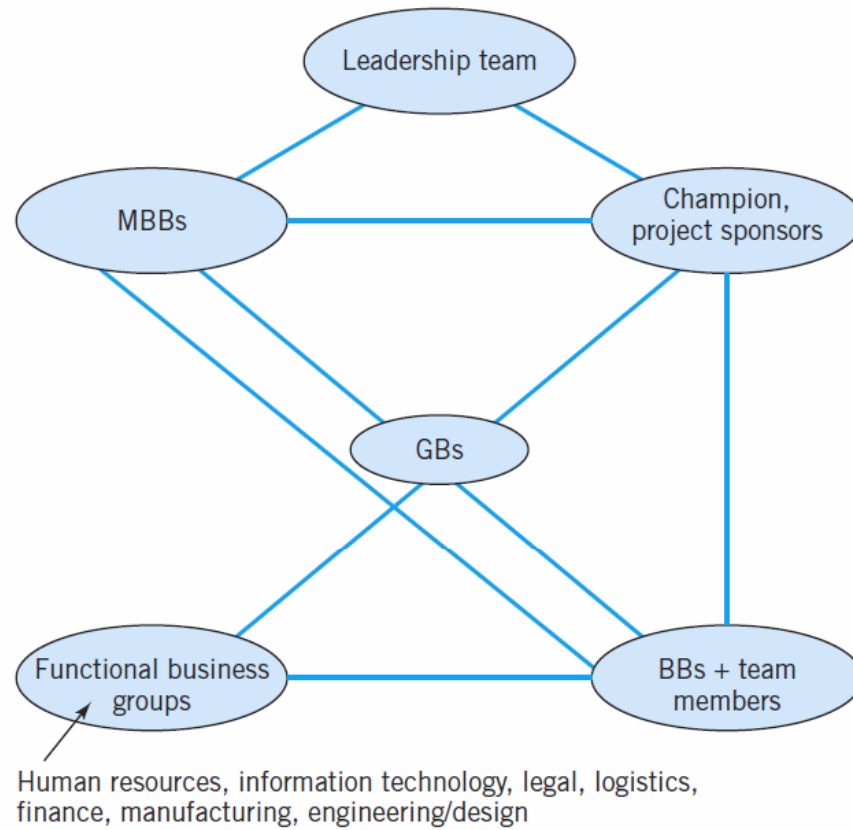 Leadership team
MBBs
Champion,
project sponsors
GBs
Functional business
groups
BBs + team
members
Human resources, information technology, legal, logistics,
finance, manufacturing, engineering/design